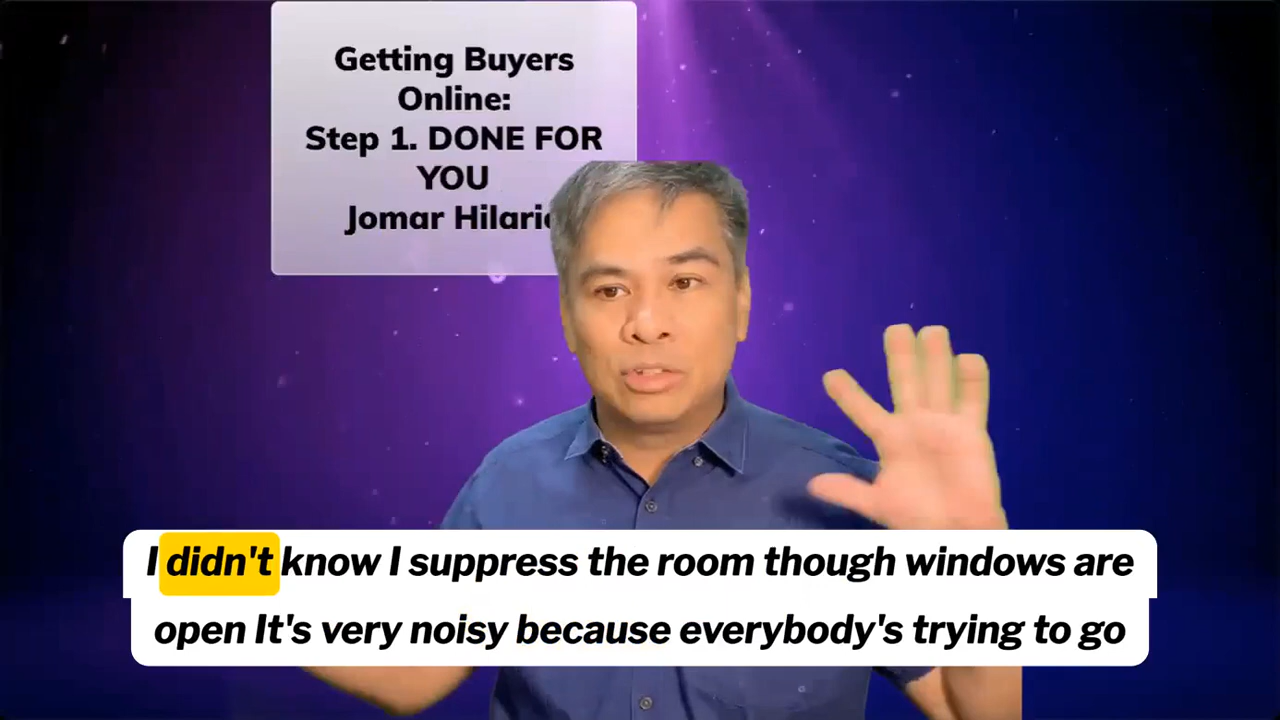 Getting Buyers
Online:
Step 1. DONE FOR
YOU
Jomar Hilario
I didn't know I suppress the room though windows are
open It's very noisy because everybody's trying to go